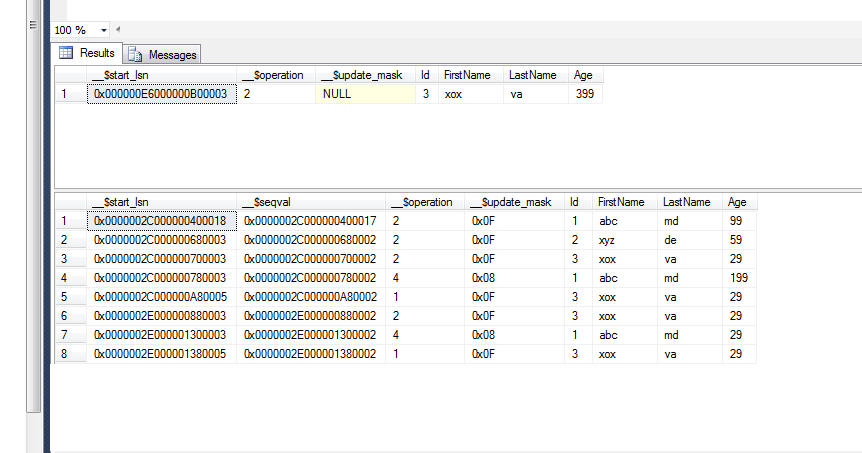 100 %
Results Messages
__$start_lsn __$operation __$update_mask Id FirstName LastName Age
1 0x000000E6000000B00003 2 NULL 3 xox va 399
__$start_lsn __$seqval __$operation __$update_mask Id FirstName LastName Age
1 0x0000002C000000400018 0x0000002C000000400017 2 0x0F 1 abc md 99
2 0x0000002C000000680003 0x0000002C000000680002 2 0x0F 2 xyz de 59
3 0x0000002C000000700003 0x0000002C000000700002 2 0x0F 3 xox va 29
4 0x0000002C000000780003 0x0000002C000000780002 4 0x08 1 abc md 199
5 0x0000002C000000A80005 0x0000002C000000A80002 1 0x0F 3 xox va 29
6 0x0000002E000000880003 0x0000002E000000880002 2 0x0F 3 xox va 29
7 0x0000002E000001300003 0x0000002E000001300002 4 0x08 1 abc md 29
8 0x0000002E000001380005 0x0000002E000001380002 1 0x0F 3 xox va 29